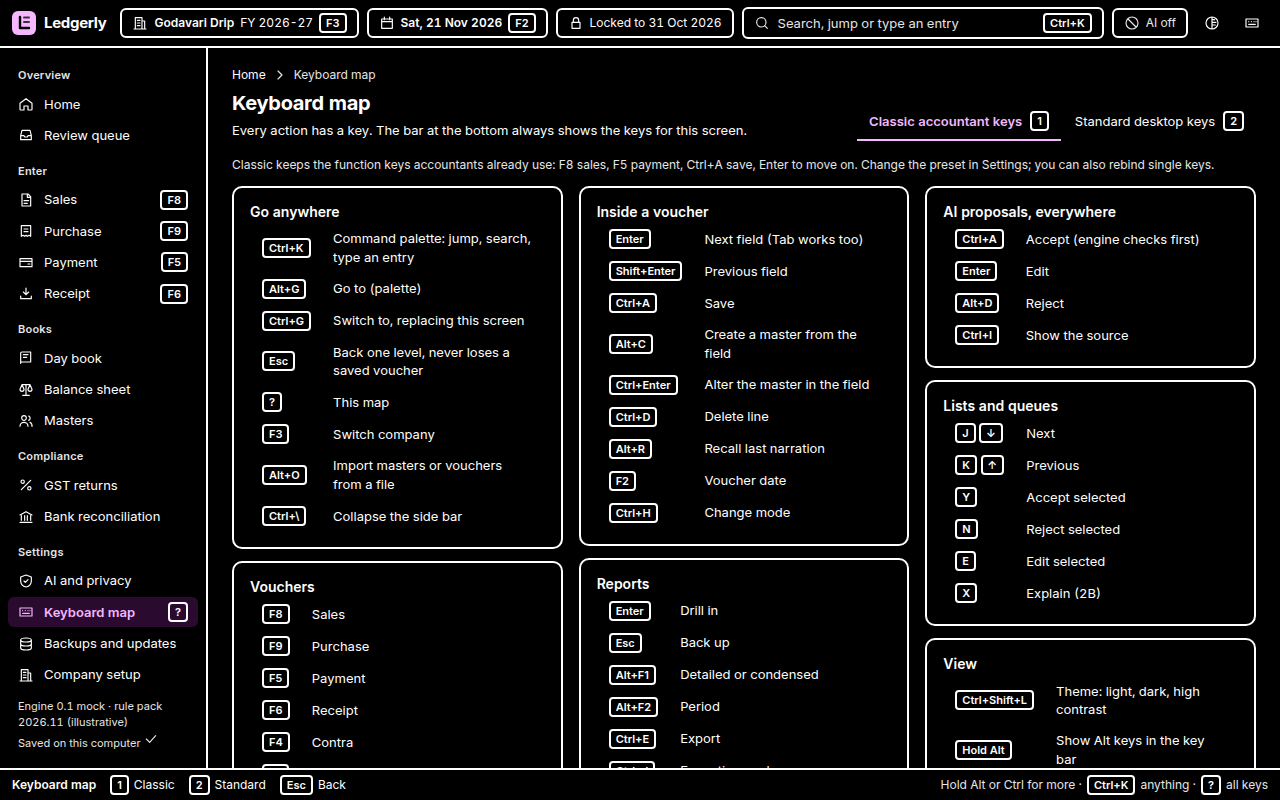 Ledgerly
Godavari Drip FY 2026-27 F3
Sat, 21 Nov 2026 F2
Locked to 31 Oct 2026
Search, jump or type an entry Ctrl+K
AI off
Overview
Home
Review queue
Enter
Sales F8
Purchase F9
Payment F5
Receipt F6
Books
Day book
Balance sheet
Masters
Compliance
GST returns
Bank reconciliation
Settings
AI and privacy
Keyboard map ?
Backups and updates
Company setup
Engine 0.1 mock · rule pack
2026.11 (illustrative)
Saved on this computer
Home > Keyboard map
Keyboard map
Every action has a key. The bar at the bottom always shows the keys for this screen.
Classic accountant keys 1
Standard desktop keys 2
Classic keeps the function keys accountants already use: F8 sales, F5 payment, Ctrl+A save, Enter to move on. Change the preset in Settings; you can also rebind single keys.
Go anywhere
Ctrl+K Command palette: jump, search,
type an entry
Alt+G Go to (palette)
Ctrl+G Switch to, replacing this screen
Esc Back one level, never loses a
saved voucher
? This map
F3 Switch company
Alt+O Import masters or vouchers
from a file
Ctrl+\ Collapse the side bar
Vouchers
F8 Sales
F9 Purchase
F5 Payment
F6 Receipt
F4 Contra
Inside a voucher
Enter Next field (Tab works too)
Shift+Enter Previous field
Ctrl+A Save
Alt+C Create a master from the
field
Ctrl+Enter Alter the master in the field
Ctrl+D Delete line
Alt+R Recall last narration
F2 Voucher date
Ctrl+H Change mode
Reports
Enter Drill in
Esc Back up
Alt+F1 Detailed or condensed
Alt+F2 Period
Ctrl+E Export
AI proposals, everywhere
Ctrl+A Accept (engine checks first)
Enter Edit
Alt+D Reject
Ctrl+I Show the source
Lists and queues
J ↓ Next
K ↑ Previous
Y Accept selected
N Reject selected
E Edit selected
X Explain (2B)
View
Ctrl+Shift+L Theme: light, dark, high
contrast
Hold Alt Show Alt keys in the key
bar
Keyboard map 1 Classic 2 Standard Esc Back
Hold Alt or Ctrl for more · Ctrl+K anything · ? all keys